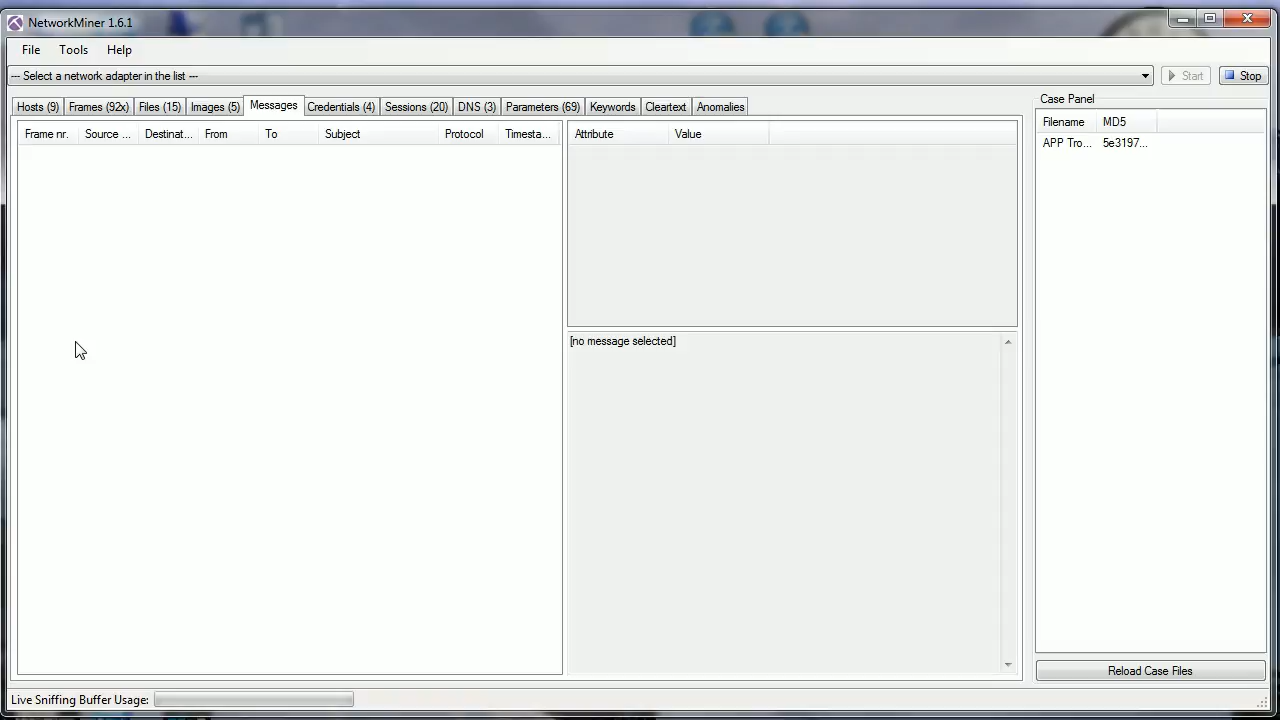 NetworkMiner 1.6.1
File Tools Help
--- Select a network adapter in the list ---
Start Stop
Hosts (9) Frames (92x) Files (15) Images (5) Messages Credentials (4) Sessions (20) DNS (3) Parameters (69) Keywords Cleartext Anomalies
Case Panel
Frame nr. Source ... Destinat... From To Subject Protocol Timesta...
Attribute Value
Filename MD5
APP Tro... 5e3197...
[no message selected]
Reload Case Files
Live Sniffing Buffer Usage: